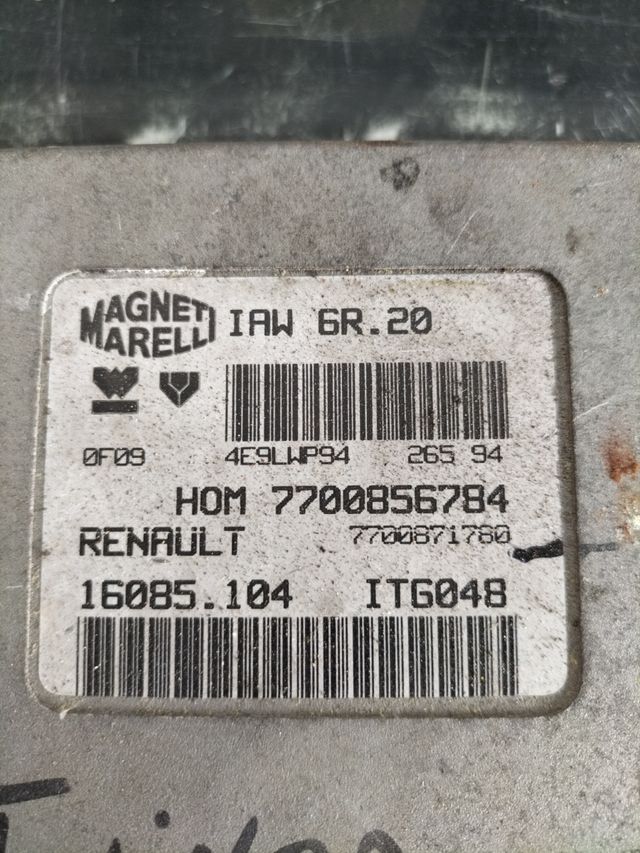 MAGNETI
MARELLI
IAW 6R.20
0F09 4E9LWP94 265 94
HOM 7700856784
RENAULT 7700871780
16085.104 ITG048